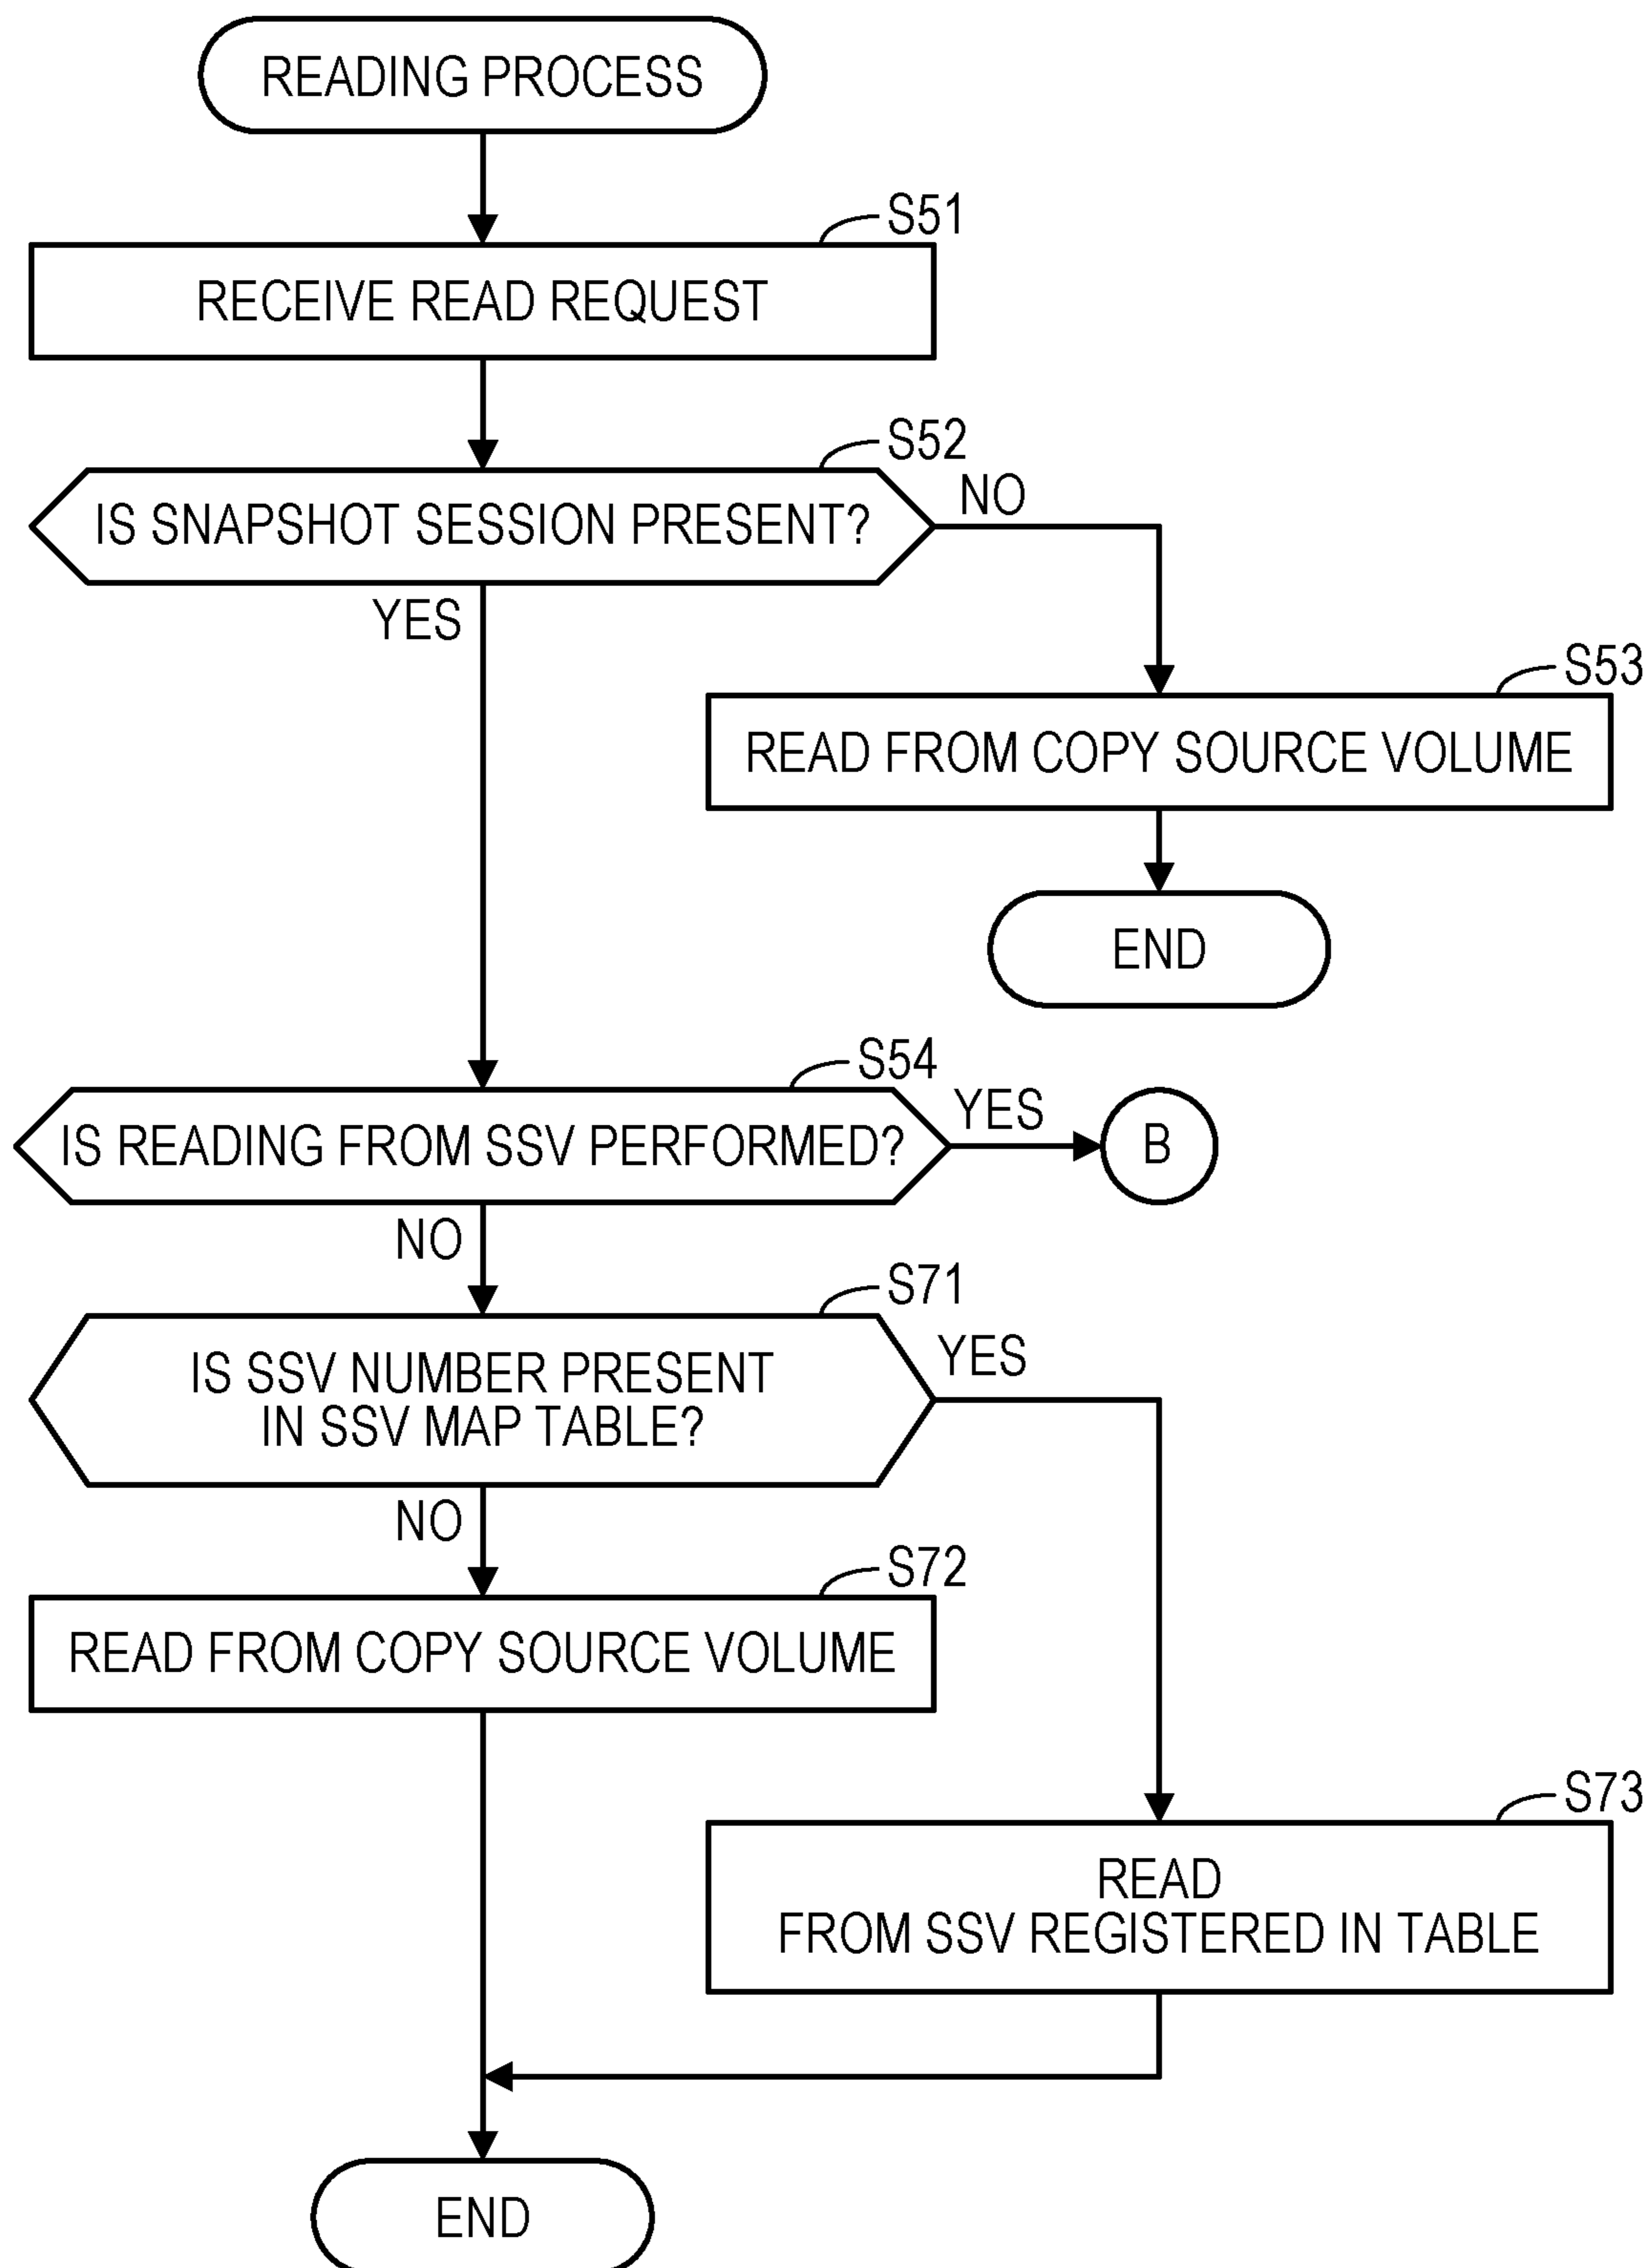 READING PROCESS
S51
RECEIVE READ REQUEST
S52
IS SNAPSHOT SESSION PRESENT?
NO
YES
S53
READ FROM COPY SOURCE VOLUME
END
S54
IS READING FROM SSV PERFORMED?
YES
B
NO
S71
IS SSV NUMBER PRESENT
IN SSV MAP TABLE?
YES
NO
S72
READ FROM COPY SOURCE VOLUME
S73
READ
FROM SSV REGISTERED IN TABLE
END